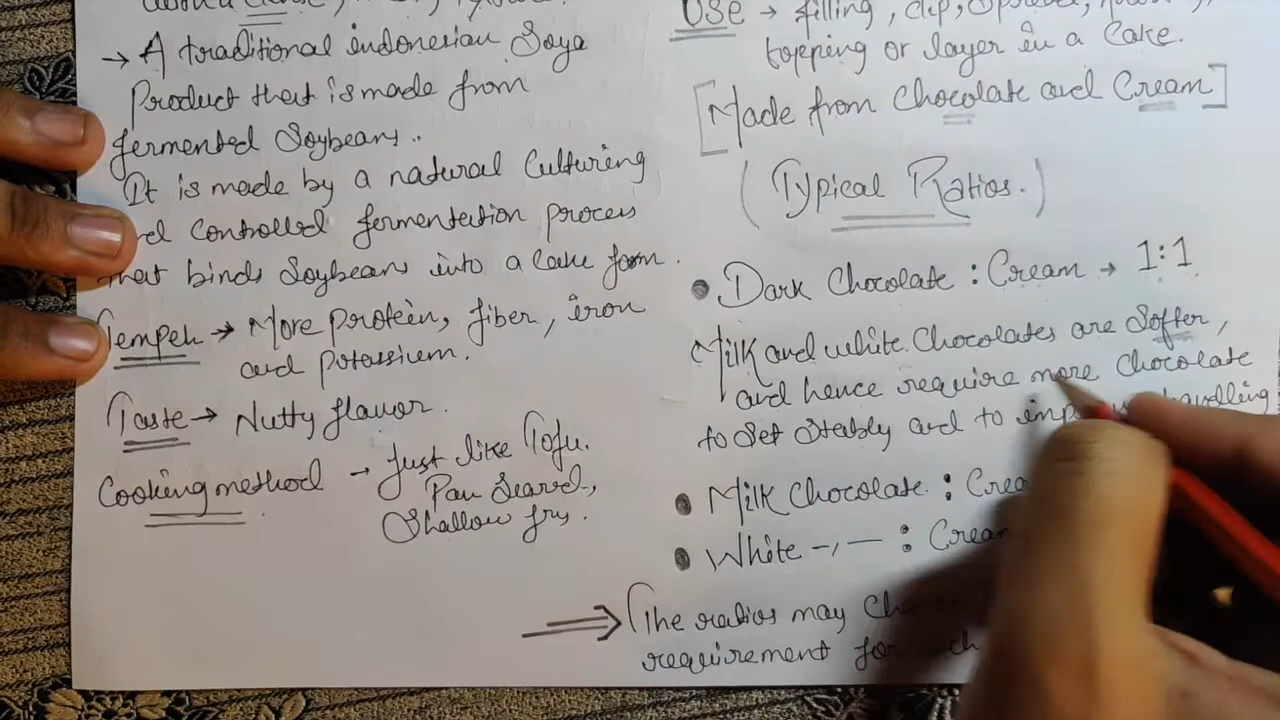 → A traditional indonesian Soya
Product that is made from
fermented Soybeans..
It is made by a natural Culturing
Controlled fermentation process
that binds Soybeans into a Cake form.
Tempeh → More protein, fiber, iron
and Potassium.
Taste → Nutty flavor.
Cooking method → Just like Tofu.
Pan Seared,
Shallow fry.
USE → filling,
topping or layer in a Cake.
[Made from Chocolate and Cream]
(Typical Ratios.)
• Dark Chocolate : Cream → 1:1
Milk and white Chocolates are Softer,
and hence require more Chocolate
to Set Stably and to handling
• Milk Chocolate :
• White -,,- :
⇒ The ratios may
requirement for